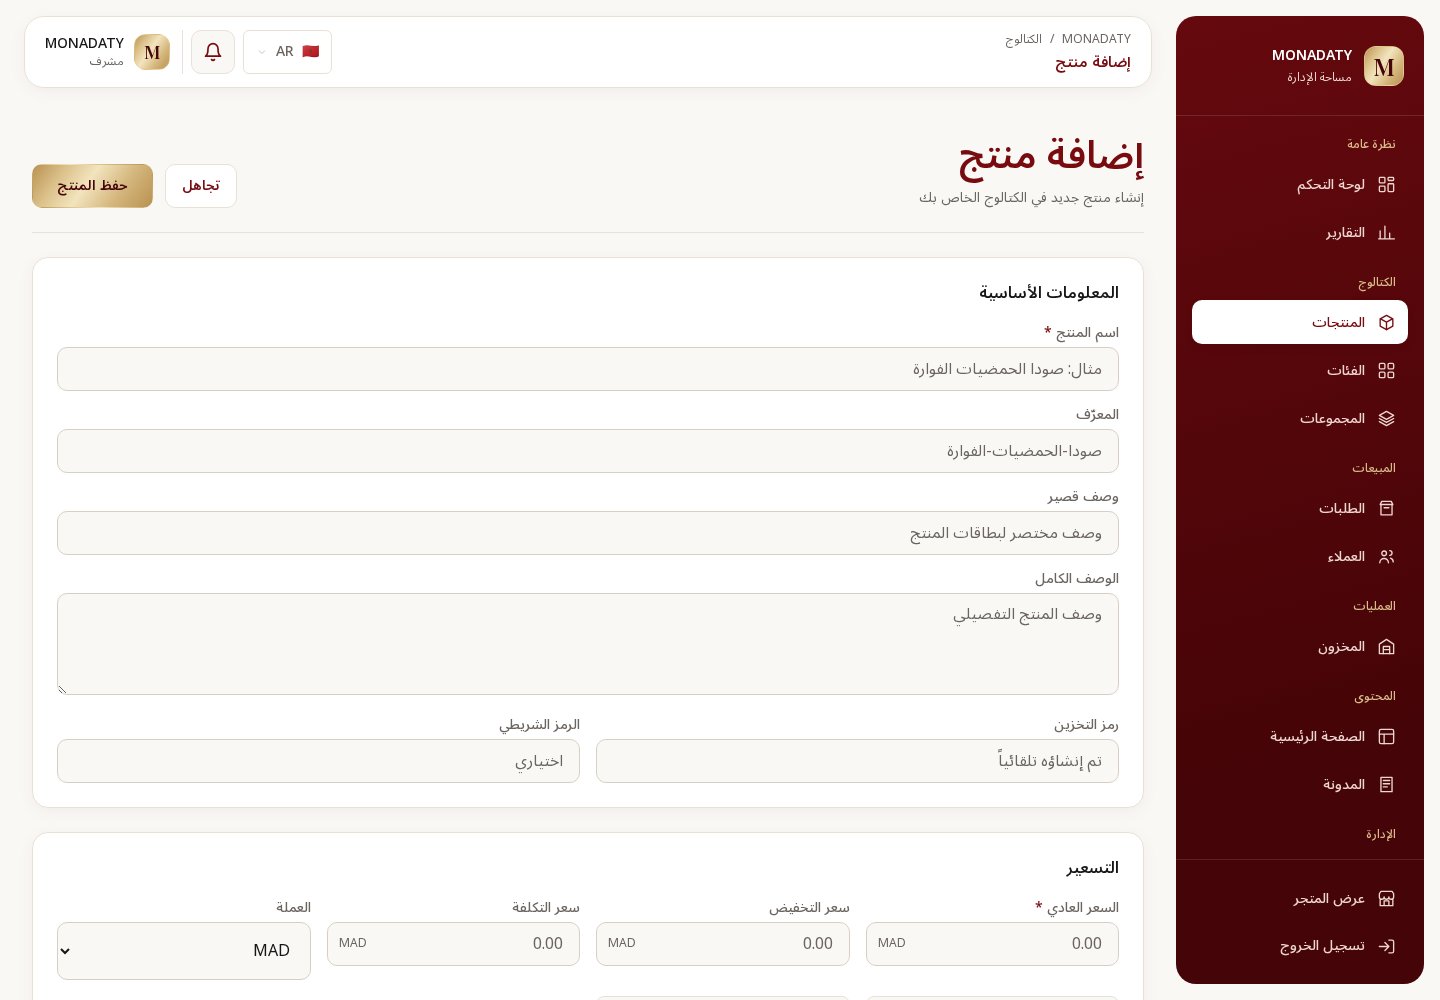 M
MONADATY
مساحة الإدارة
نظرة عامة
لوحة التحكم
التقارير
الكتالوج
المنتجات
الفئات
المجموعات
المبيعات
الطلبات
العملاء
العمليات
المخزون
المحتوى
الصفحة الرئيسية
المدونة
الإدارة
عرض المتجر
تسجيل الخروج
MONADATY / الكتالوج
إضافة منتج
AR
M
MONADATY
مشرف
إضافة منتج
إنشاء منتج جديد في الكتالوج الخاص بك
تجاهل
حفظ المنتج
المعلومات الأساسية
اسم المنتج *
مثال: صودا الحمضيات الفوارة
المعرّف
صودا-الحمضيات-الفوارة
وصف قصير
وصف مختصر لبطاقات المنتج
الوصف الكامل
وصف المنتج التفصيلي
رمز التخزين
تم إنشاؤه تلقائياً
الرمز الشريطي
اختياري
التسعير
السعر العادي *
0.00 MAD
سعر التخفيض
0.00 MAD
سعر التكلفة
0.00 MAD
العملة
MAD